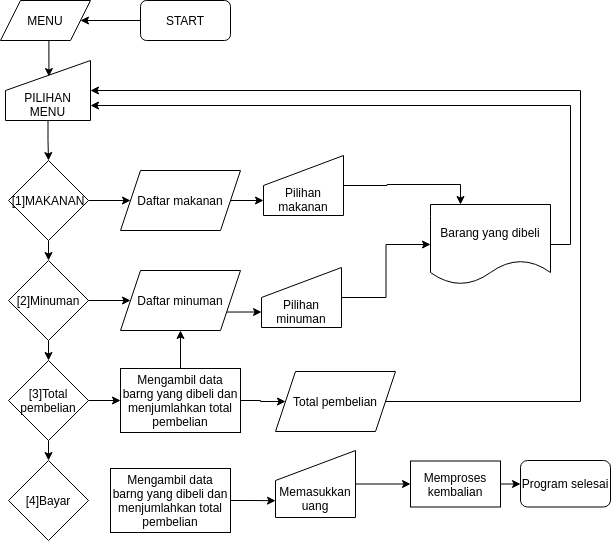 MENU
START
PILIHAN
MENU
[1]MAKANAN
Daftar makanan
Pilihan
makanan
Barang yang dibeli
[2]Minuman
Daftar minuman
Pilihan
minuman
[3]Total
pembelian
Mengambil data
barng yang dibeli dan
menjumlahkan total
pembelian
Total pembelian
[4]Bayar
Mengambil data
barng yang dibeli dan
menjumlahkan total
pembelian
Memasukkan
uang
Memproses
kembalian
Program selesai